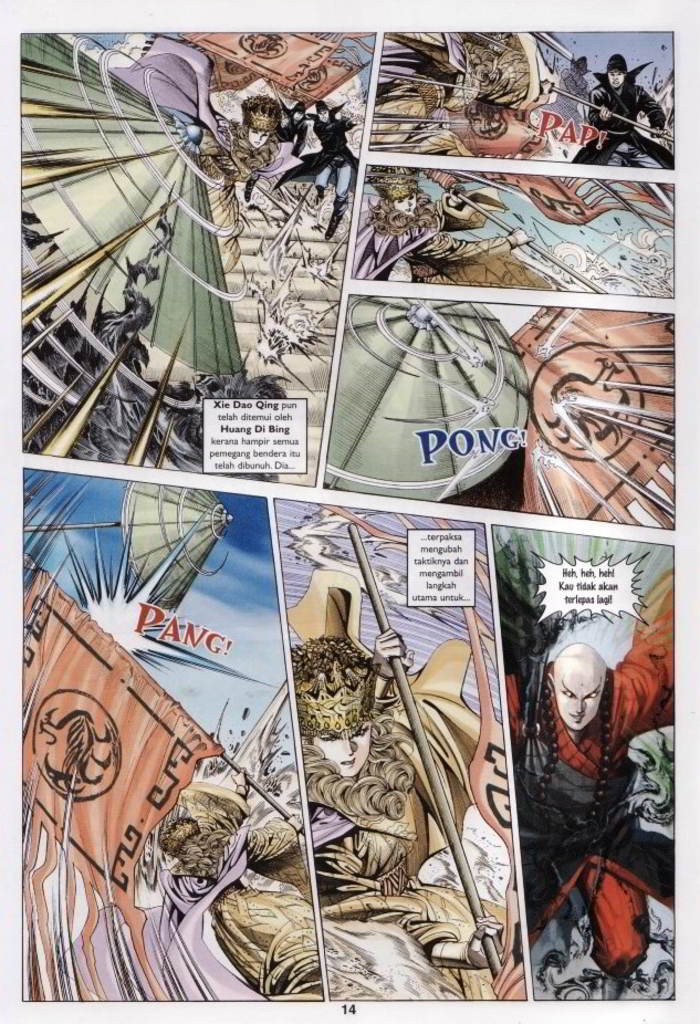 PAP!
Xie Dao Qing pun
telah ditemui oleh
Huang Di Bing
kerana hampir semua
pemegang bendera itu
telah dibunuh. Dia...
PONG!
PANG!
...terpaksa
mengubah
taktiknya dan
mengambil
langkah
utama untuk...
Heh, heh, heh!
Kau tidak akan
terlepas lagi!
14